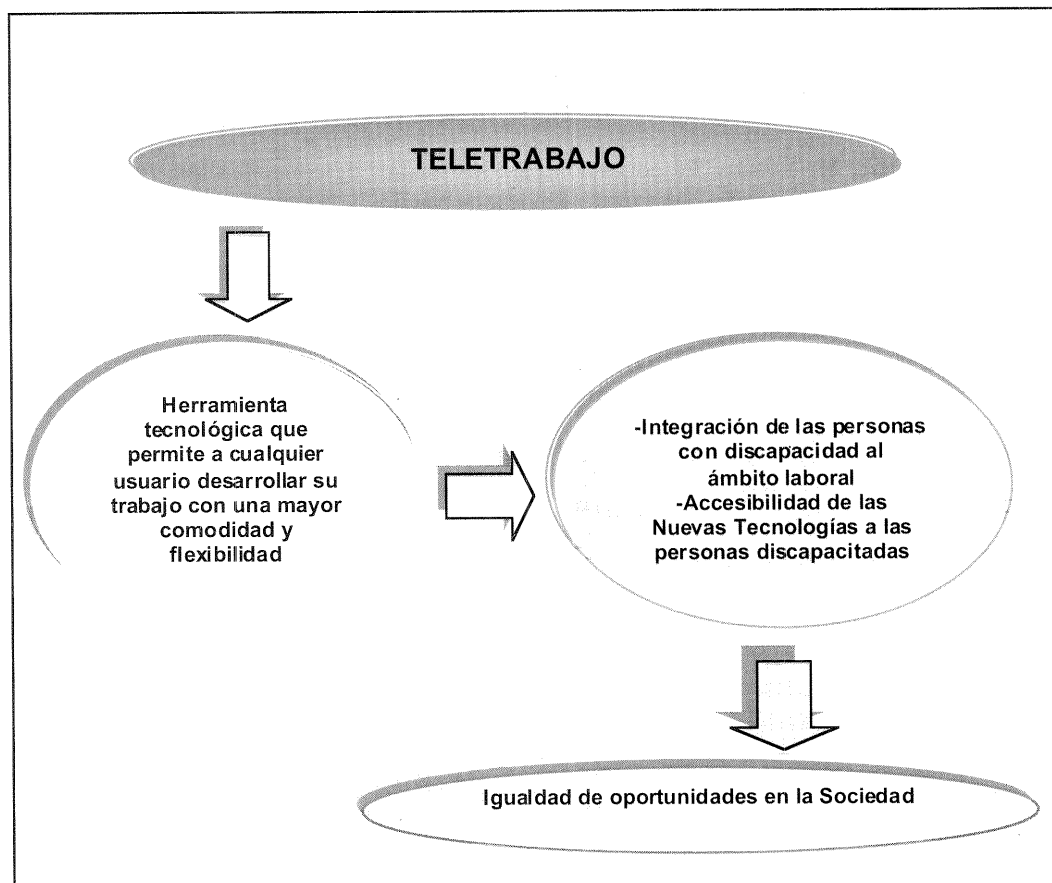 TELETRABAJO
Herramienta
tecnológica que
permite a cualquier
usuario desarrollar su
trabajo con una mayor
comodidad y
flexibilidad
-Integración de las personas
con discapacidad al
ámbito laboral
-Accesibilidad de las
Nuevas Tecnologías a las
personas discapacitadas
Igualdad de oportunidades en la Sociedad